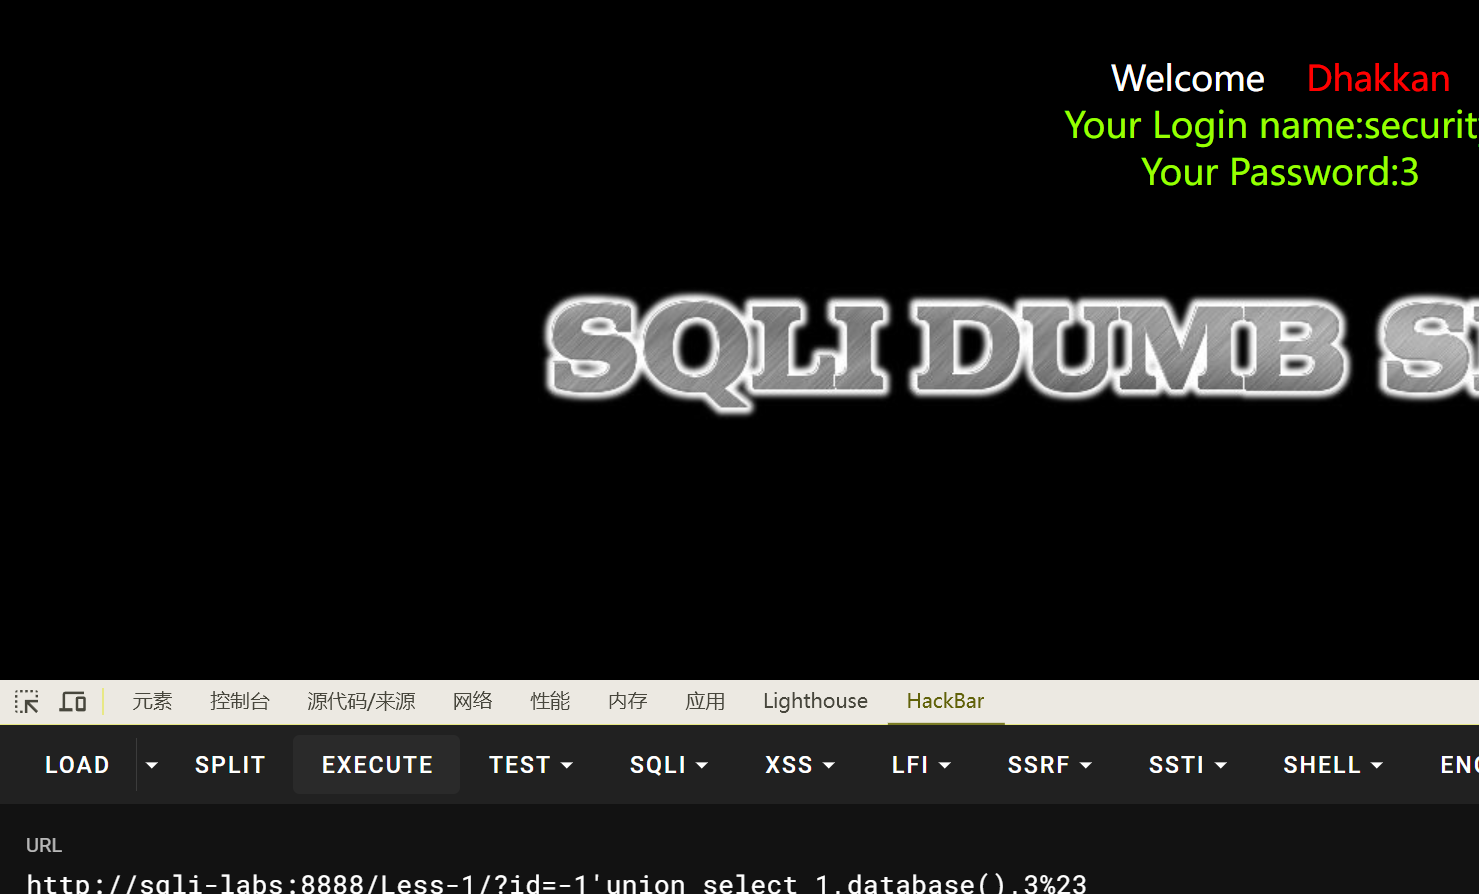 Welcome Dhakkan
Your Login name:securit
Your Password:3
SQLI DUMB S
元素 控制台 源代码/来源 网络 性能 内存 应用 Lighthouse HackBar
LOAD SPLIT EXECUTE TEST SQLI XSS LFI SSRF SSTI SHELL ENC
URL
http://sqli-labs:8888/Less-1/?id=-1'union select 1,database(),3%23